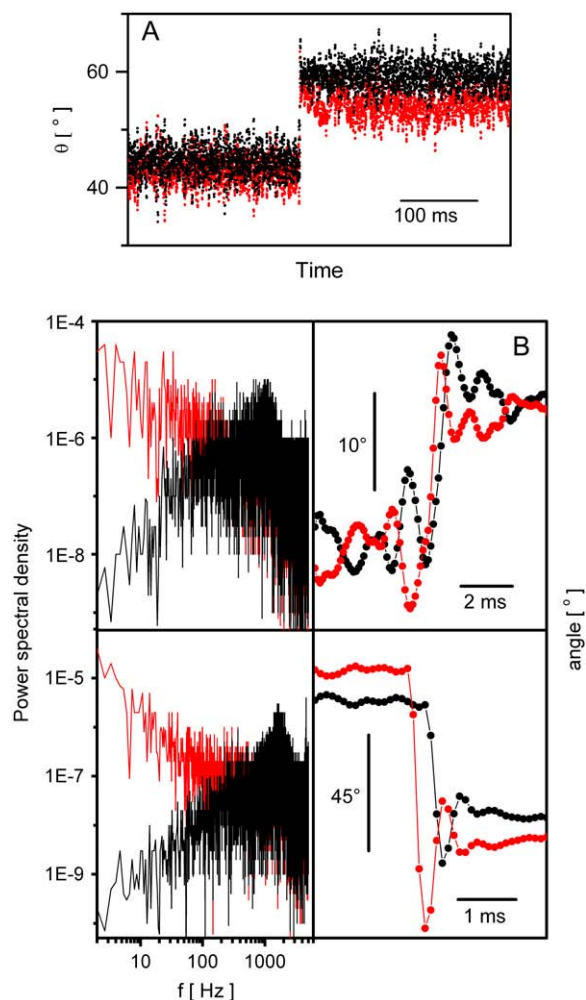 A
60
θ [ ° ]
40
100 ms
Time
1E-4
B
1E-6
10°
1E-8
2 ms
Power spectral density
angle [ ° ]
1E-5
1E-7
45°
1E-9
1 ms
10
100
1000
f [ Hz ]